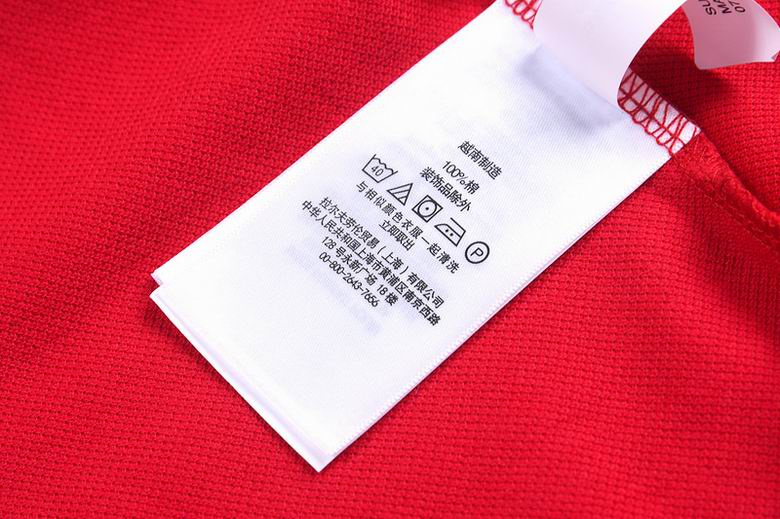 SU
MA
07
越南制造
100%棉
装饰品除外
40 P
与相似颜色衣服一起清洗
立即取出
拉尔夫劳伦贸易（上海）有限公司
中华人民共和国上海市黄浦区南京西路
128 号永新广场 18 楼
00-800-2643-7656